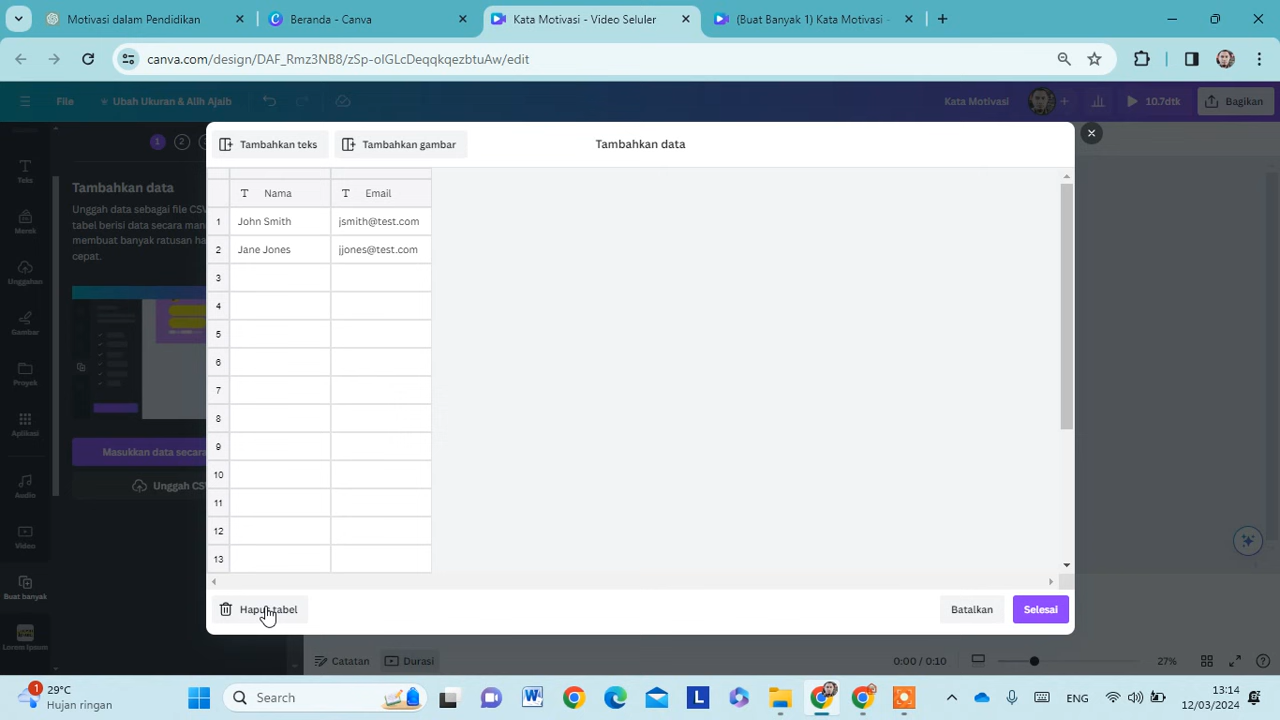 Motivasi dalam Pendidikan
Beranda - Canva
Kata Motivasi - Video Seluler
(Buat Banyak 1) Kata Motivasi -
canva.com/design/DAF_Rmz3NB8/zSp-oIGLcDeqqkqezbtuAw/edit
File
Ubah Ukuran & Alih Ajaib
Kata Motivasi
10.7dtk
Bagikan
Teks
Merek
Unggahan
Gambar
Proyek
Aplikasi
Audio
Video
Buat banyak
Lorem Ipsum
1
2
Tambahkan data
Unggah data sebagai file CSV
tabel berisi data secara man
membuat banyak ratusan ha
cepat.
Masukkan data secara
Unggah CSV
Tambahkan teks
Tambahkan gambar
Tambahkan data
Nama Email
1 John Smith jsmith@test.com
2 Jane Jones jjones@test.com
3
4
5
6
7
8
9
10
11
12
13
Hapus tabel
Batalkan
Selesai
Catatan
Durasi
0:00 / 0:10
27%
1
29°C
Hujan ringan
Search
ENG
13:14
12/03/2024